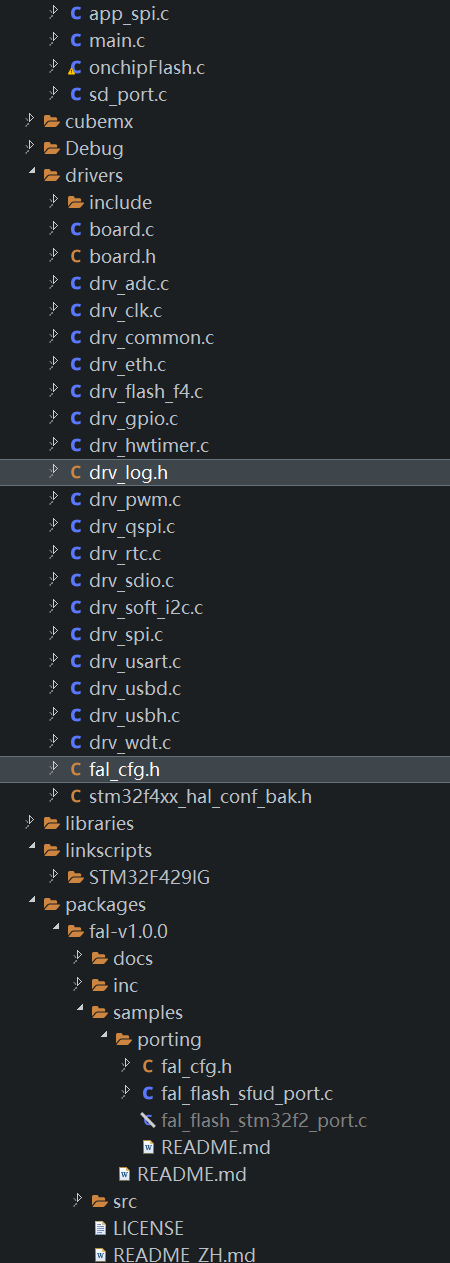 app_spi.c
main.c
onchipFlash.c
sd_port.c
cubemx
Debug
drivers
include
board.c
board.h
drv_adc.c
drv_clk.c
drv_common.c
drv_eth.c
drv_flash_f4.c
drv_gpio.c
drv_hwtimer.c
drv_log.h
drv_pwm.c
drv_qspi.c
drv_rtc.c
drv_sdio.c
drv_soft_i2c.c
drv_spi.c
drv_usart.c
drv_usbd.c
drv_usbh.c
drv_wdt.c
fal_cfg.h
stm32f4xx_hal_conf_bak.h
libraries
linkscripts
STM32F429IG
packages
fal-v1.0.0
docs
inc
samples
porting
fal_cfg.h
fal_flash_sfud_port.c
fal_flash_stm32f2_port.c
README.md
README.md
src
LICENSE
README_ZH.md